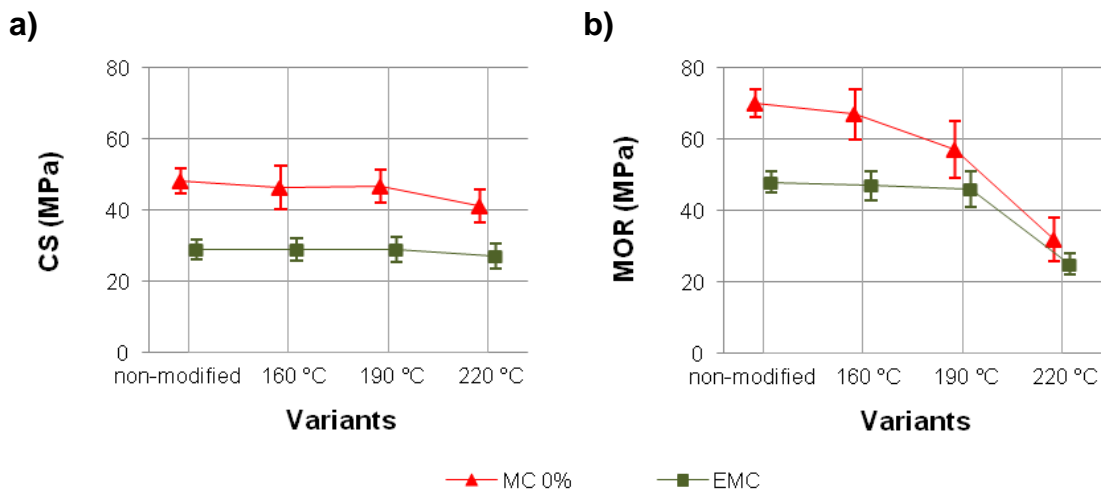 a)
80
60
40
20
0
CS (MPa)
non-modified 160 °C 190 °C 220 °C
Variants
b)
80
60
40
20
0
MOR (MPa)
non-modified 160 °C 190 °C 220 °C
Variants
MC 0% EMC